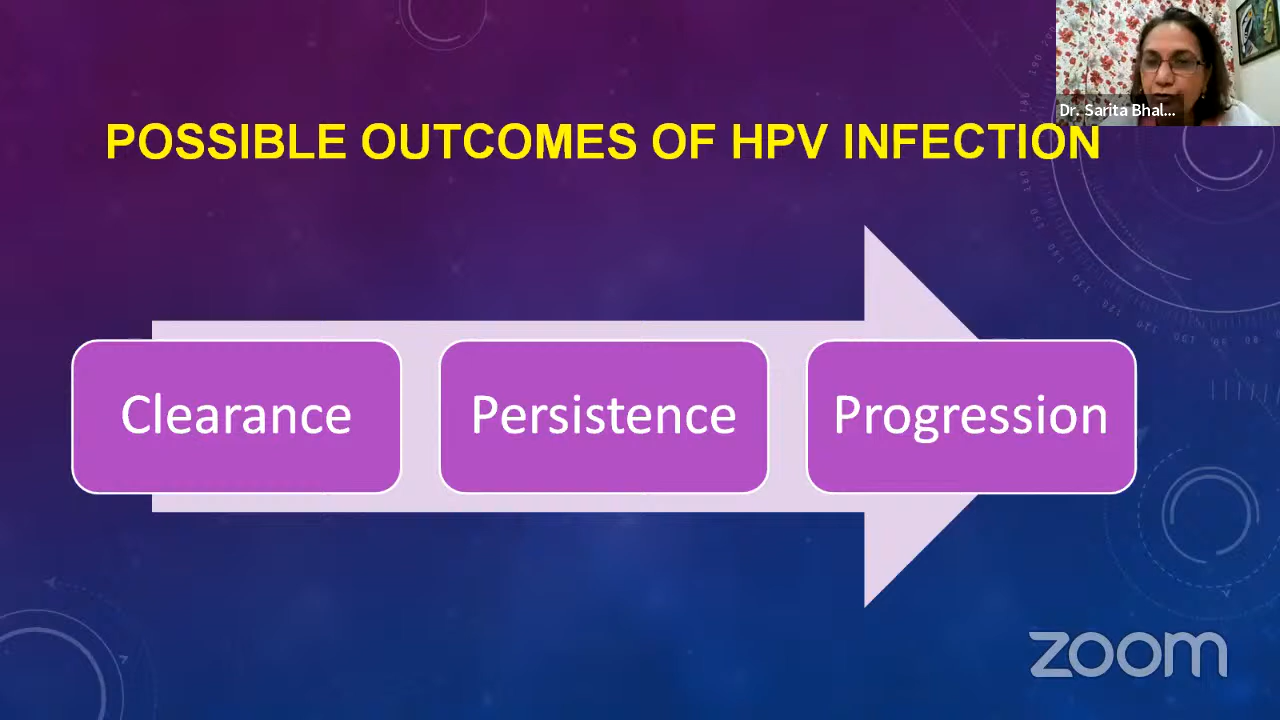 POSSIBLE OUTCOMES OF HPV INFECTION
Dr. Sarita Bhal...
Clearance
Persistence
Progression
zoom